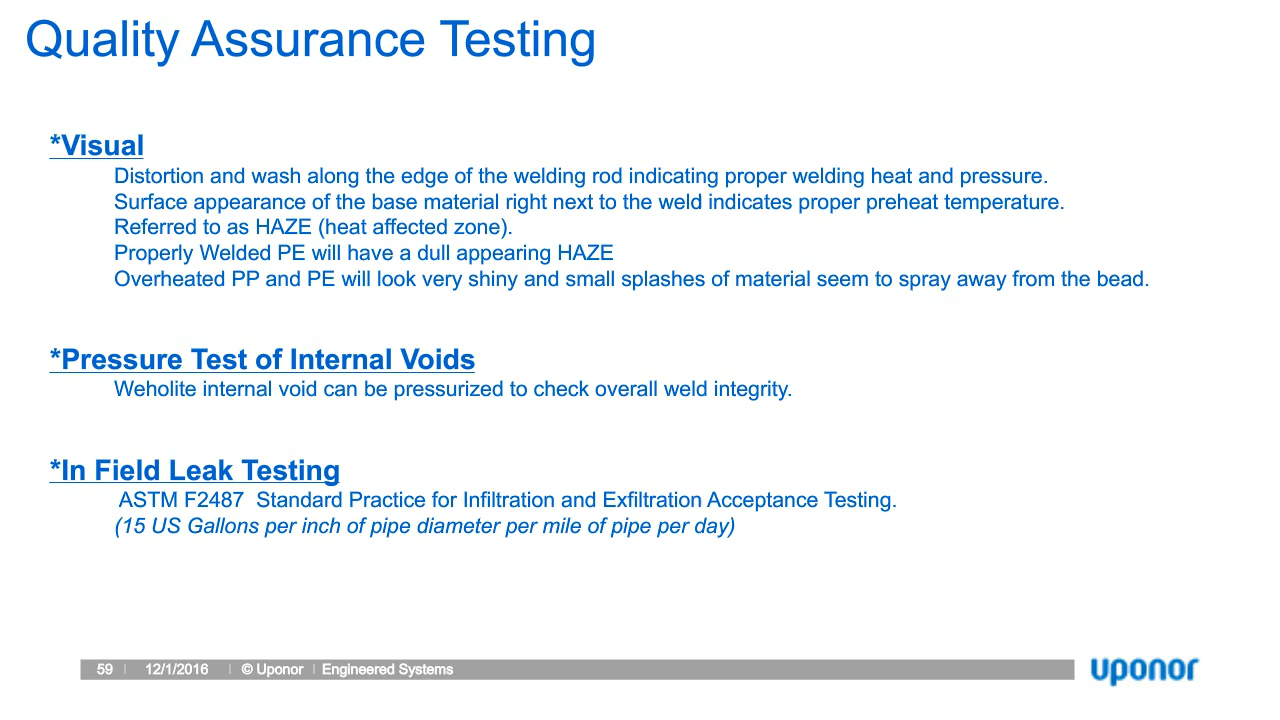 Quality Assurance Testing
*Visual
Distortion and wash along the edge of the welding rod indicating proper welding heat and pressure.
Surface appearance of the base material right next to the weld indicates proper preheat temperature.
Referred to as HAZE (heat affected zone).
Properly Welded PE will have a dull appearing HAZE
Overheated PP and PE will look very shiny and small splashes of material seem to spray away from the bead.
*Pressure Test of Internal Voids
Weholite internal void can be pressurized to check overall weld integrity.
*In Field Leak Testing
ASTM F2487  Standard Practice for Infiltration and Exfiltration Acceptance Testing.
(15 US Gallons per inch of pipe diameter per mile of pipe per day)
59 | 12/1/2016 | © Uponor | Engineered Systems
uponor